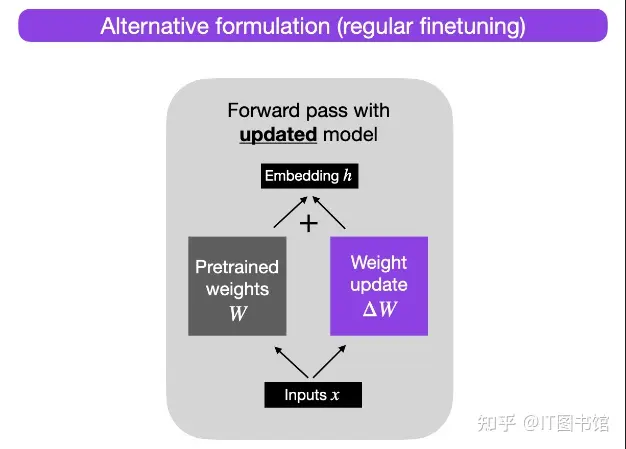 Alternative formulation (regular finetuning)
Forward pass with
updated model
Embedding h
+
Pretrained
weights
W
Weight
update
ΔW
Inputs x
知乎 @IT图书馆